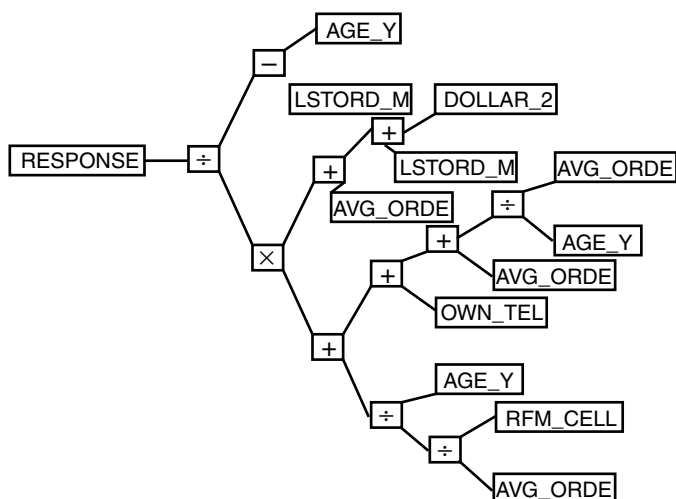 AGE_Y
−
LSTORD_M
DOLLAR_2
+
RESPONSE
÷
+
LSTORD_M
AVG_ORDE
AVG_ORDE
÷
+
AGE_Y
×
+
AVG_ORDE
OWN_TEL
+
AGE_Y
÷
RFM_CELL
÷
AVG_ORDE